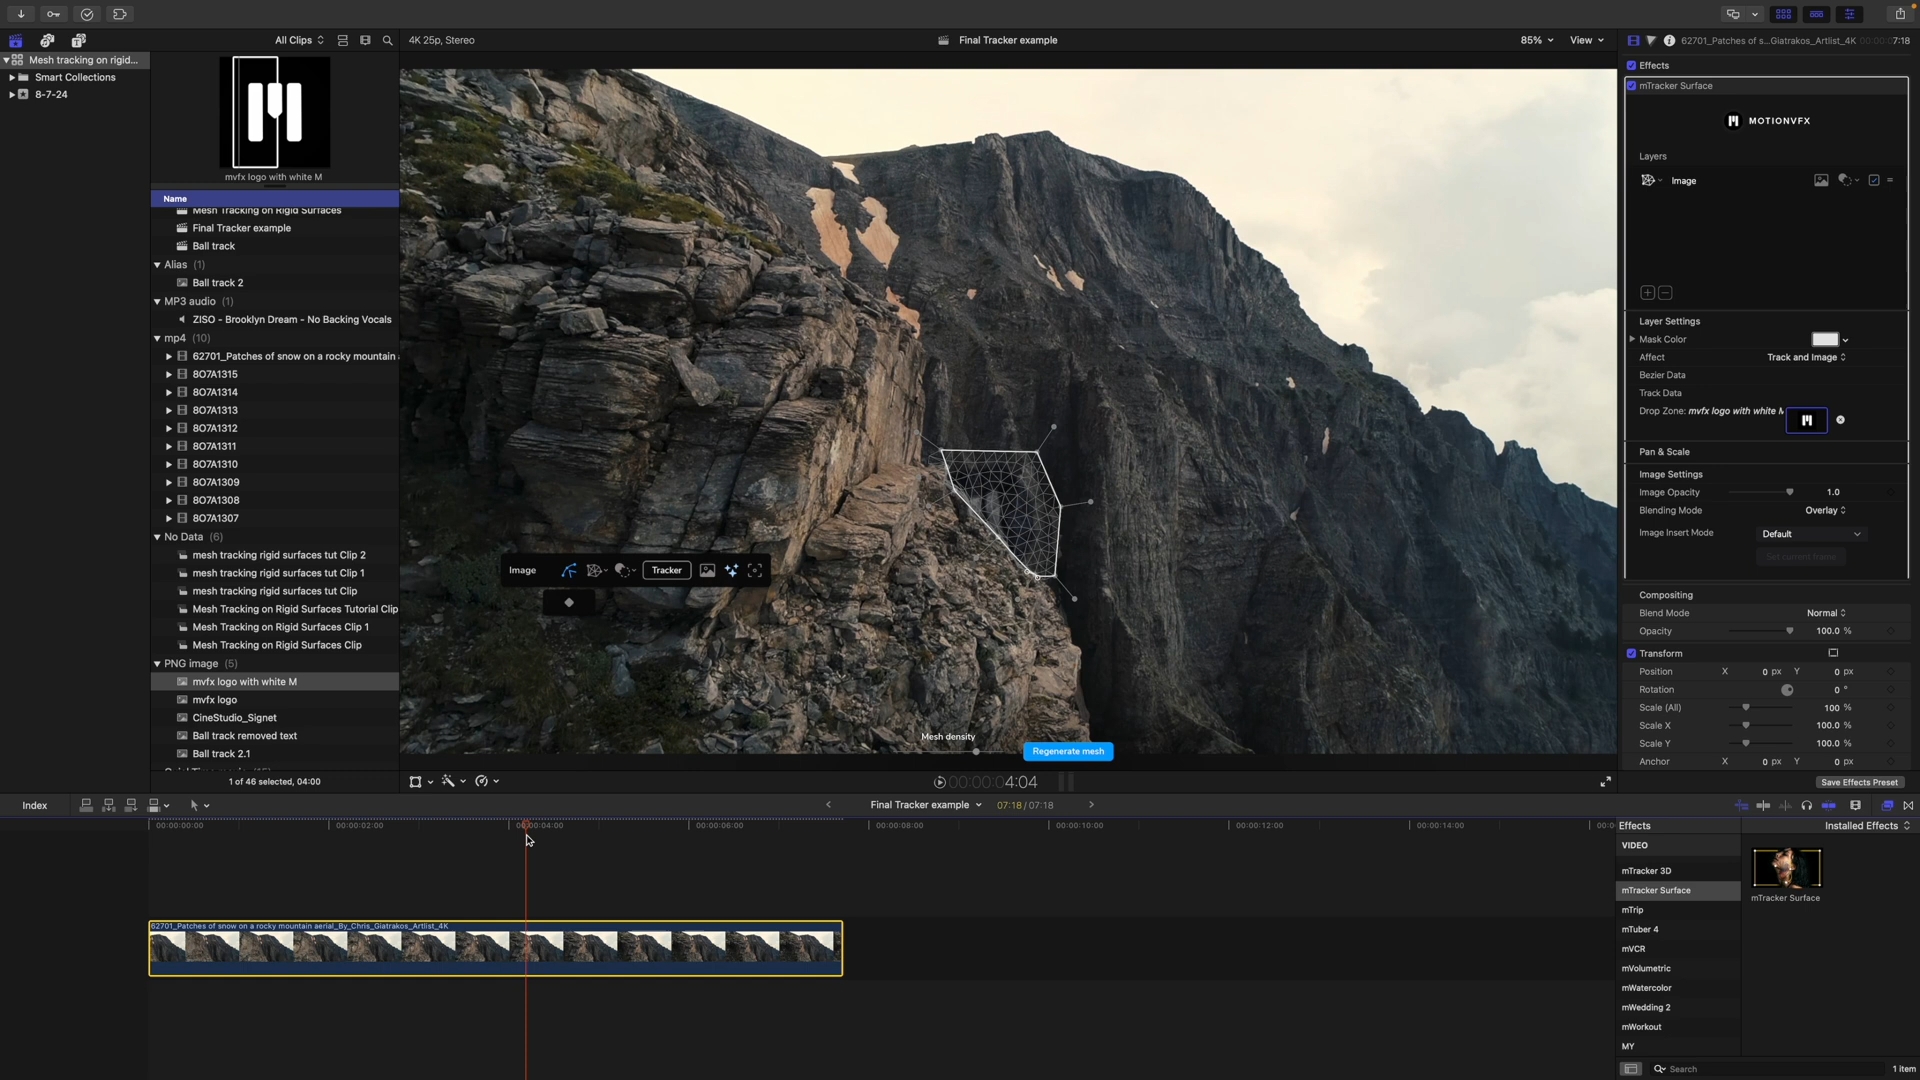 All Clips
4K 25p, Stereo
Final Tracker example
85%
View
62701_Patches of s...Giatrakos_Artlist_4K
7:18
Mesh tracking on rigid...
Smart Collections
8-7-24
mvfx logo with white M
Name
Mesh Tracking on Rigid Surfaces
Final Tracker example
Ball track
Alias (1)
Ball track 2
MP3 audio (1)
ZISO - Brooklyn Dream - No Backing Vocals
mp4 (10)
62701_Patches of snow on a rocky mountain
8O7A1315
8O7A1314
8O7A1313
8O7A1312
8O7A1311
8O7A1310
8O7A1309
8O7A1308
8O7A1307
No Data (6)
mesh tracking rigid surfaces tut Clip 2
mesh tracking rigid surfaces tut Clip 1
mesh tracking rigid surfaces tut Clip
Mesh Tracking on Rigid Surfaces Tutorial Clip
Mesh Tracking on Rigid Surfaces Clip 1
Mesh Tracking on Rigid Surfaces Clip
PNG image (5)
mvfx logo with white M
mvfx logo
CineStudio_Signet
Ball track removed text
Ball track 2.1
1 of 46 selected, 04:00
Image
Tracker
Mesh density
Regenerate mesh
00:00:00:04:04
Effects
mTracker Surface
MOTIONVFX
Layers
Image
Layer Settings
Mask Color
Affect
Track and Image
Bezier Data
Track Data
Drop Zone: mvfx logo with white M
Pan & Scale
Image Settings
Image Opacity
1.0
Blending Mode
Overlay
Image Insert Mode
Default
Set current frame
Compositing
Blend Mode
Normal
Opacity
100.0 %
Transform
Position X 0 px Y 0 px
Rotation 0 °
Scale (All) 100 %
Scale X 100.0 %
Scale Y 100.0 %
Anchor X 0 px Y 0 px
Save Effects Preset
Index
Final Tracker example
07:18 / 07:18
00:00:00:00
00:00:02:00
00:00:04:00
00:00:06:00
00:00:08:00
00:00:10:00
00:00:12:00
00:00:14:00
62701_Patches of snow on a rocky mountain aerial_By_Chris_Giatrakos_Artlist_4K
Effects
Installed Effects
VIDEO
mTracker 3D
mTracker Surface
mTrip
mTuber 4
mVCR
mVolumetric
mWatercolor
mWedding 2
mWorkout
MY
mTracker Surface
Search
1 item